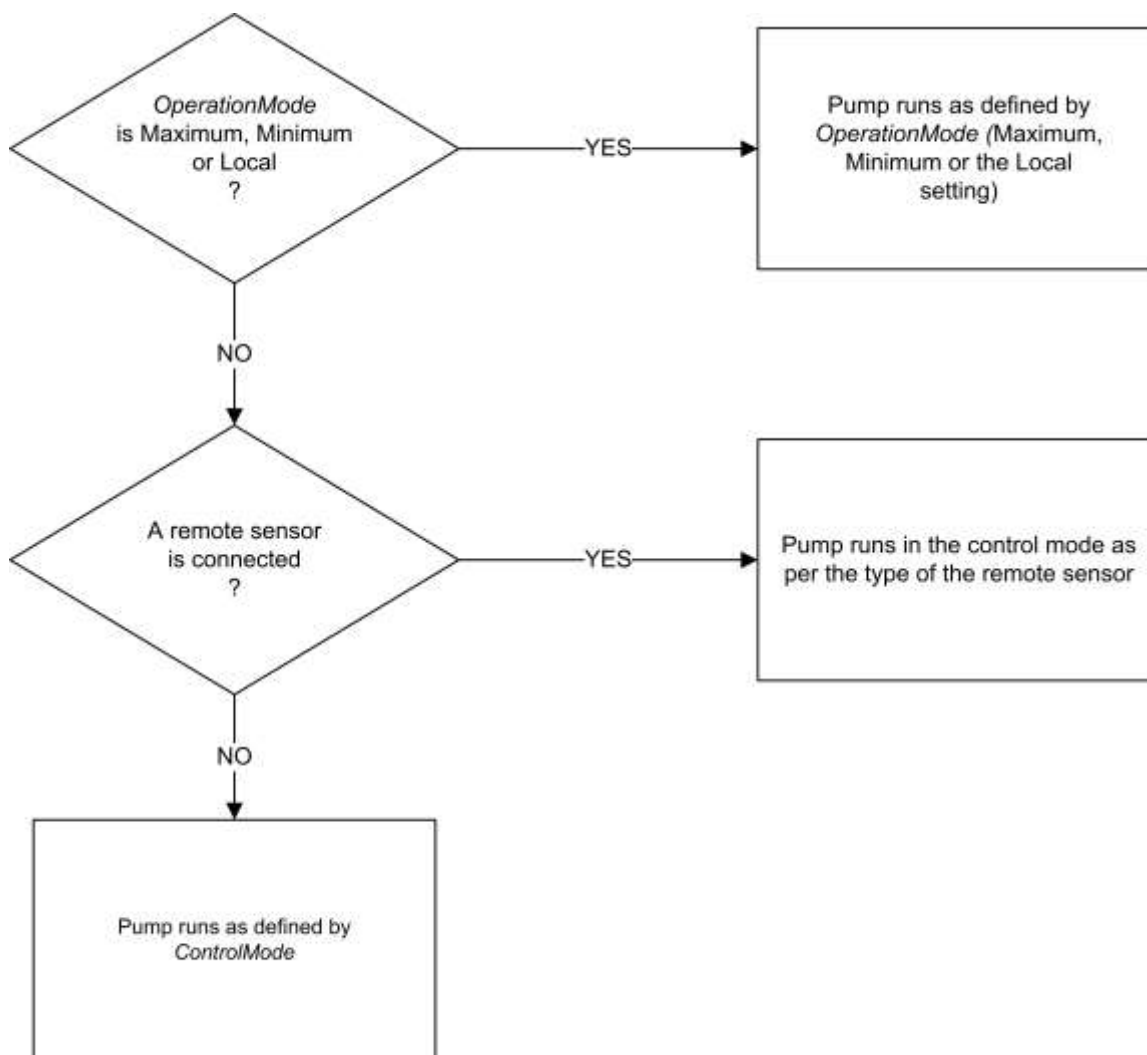 OperationMode
is Maximum, Minimum
or Local
?
YES
Pump runs as defined by
OperationMode (Maximum,
Minimum or the Local
setting)
NO
A remote sensor
is connected
?
YES
Pump runs in the control mode as
per the type of the remote sensor
NO
Pump runs as defined by
ControlMode